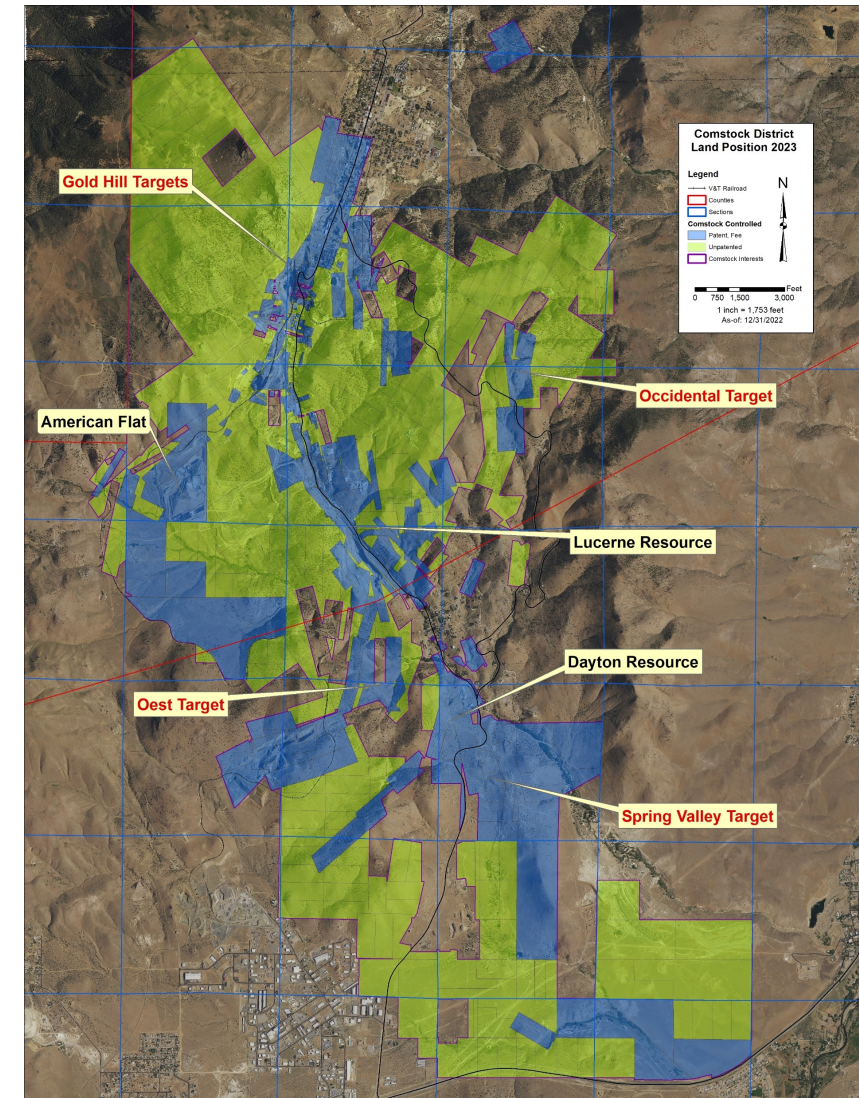 Comstock District
Land Position 2023
Legend
V&T Railroad
Counties
Sections
Comstock Controlled
Patent, Fee
Unpatented
Comstock Interests
N
Feet
0 750 1,500 3,000
1 inch = 1,753 feet
As-of: 12/31/2022
Gold Hill Targets
Occidental Target
American Flat
Lucerne Resource
Dayton Resource
Oest Target
Spring Valley Target